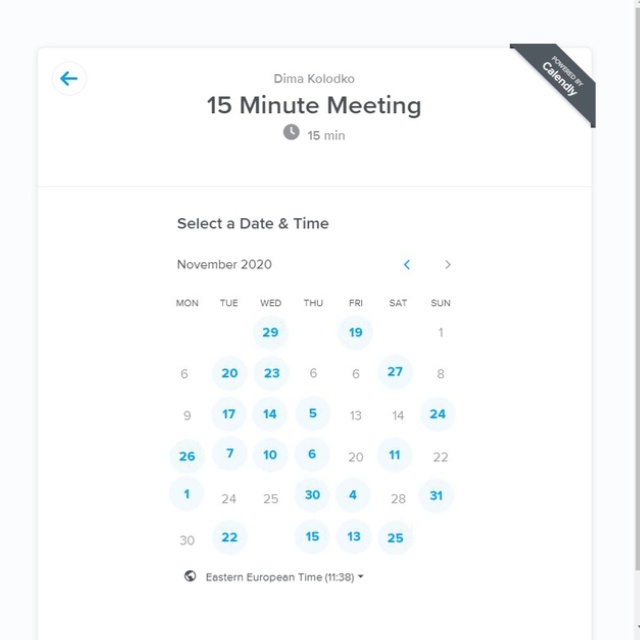 POWERED BY
Calendly
Dima Kolodko
15 Minute Meeting
15 min
Select a Date & Time
November 2020
MON TUE WED THU FRI SAT SUN
29 19 1
6 20 23 6 6 27 8
9 17 14 5 13 14 24
26 7 10 6 20 11 22
1 24 25 30 4 28 31
30 22 15 13 25
Eastern European Time (11:38)